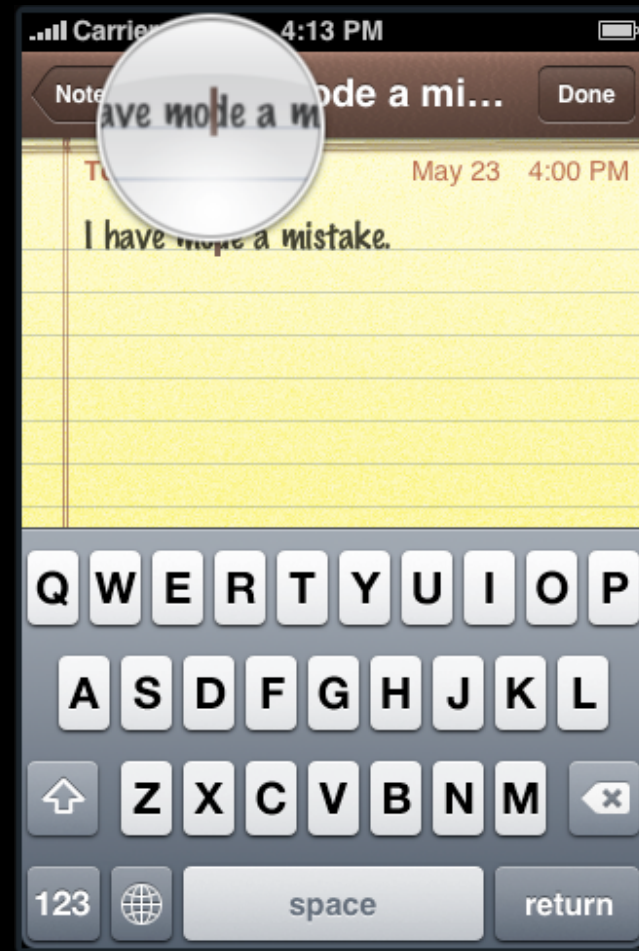 Carrier 4:13 PM
Note ode a mi... Done
ave mode a m
May 23 4:00 PM
I have mode a mistake.
Q W E R T Y U I O P
A S D F G H J K L
Z X C V B N M
123 space return